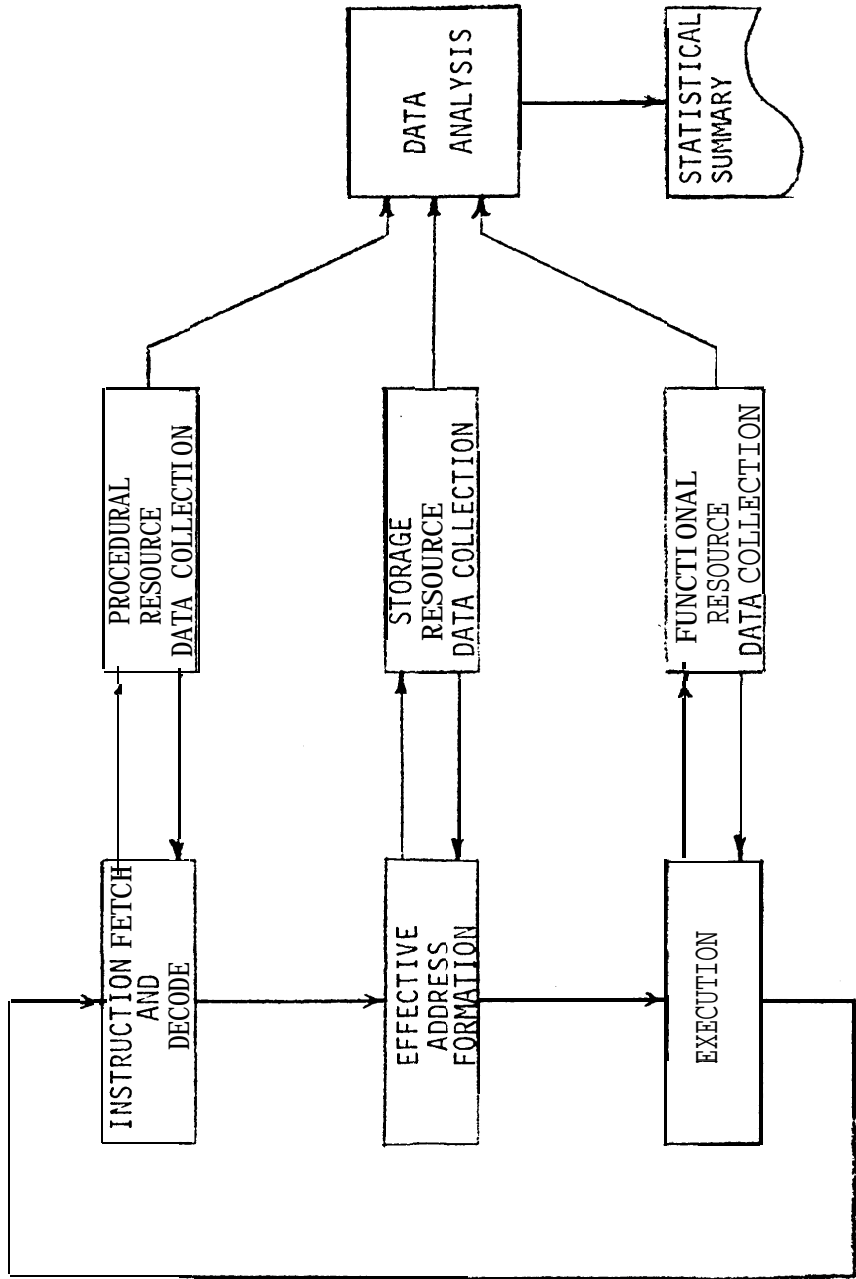 INSTRUCTION FETCH
AND
DECODE
PROCEDURAL
RESOURCE
DATA COLLECTION
EFFECTIVE
ADDRESS
FORMATION
STORAGE
RESOURCE
DATA COLLECTION
DATA
ANALYSIS
EXECUTION
FUNCTIONAL
RESOURCE
DATA COLLECTION
STATISTICAL
SUMMARY